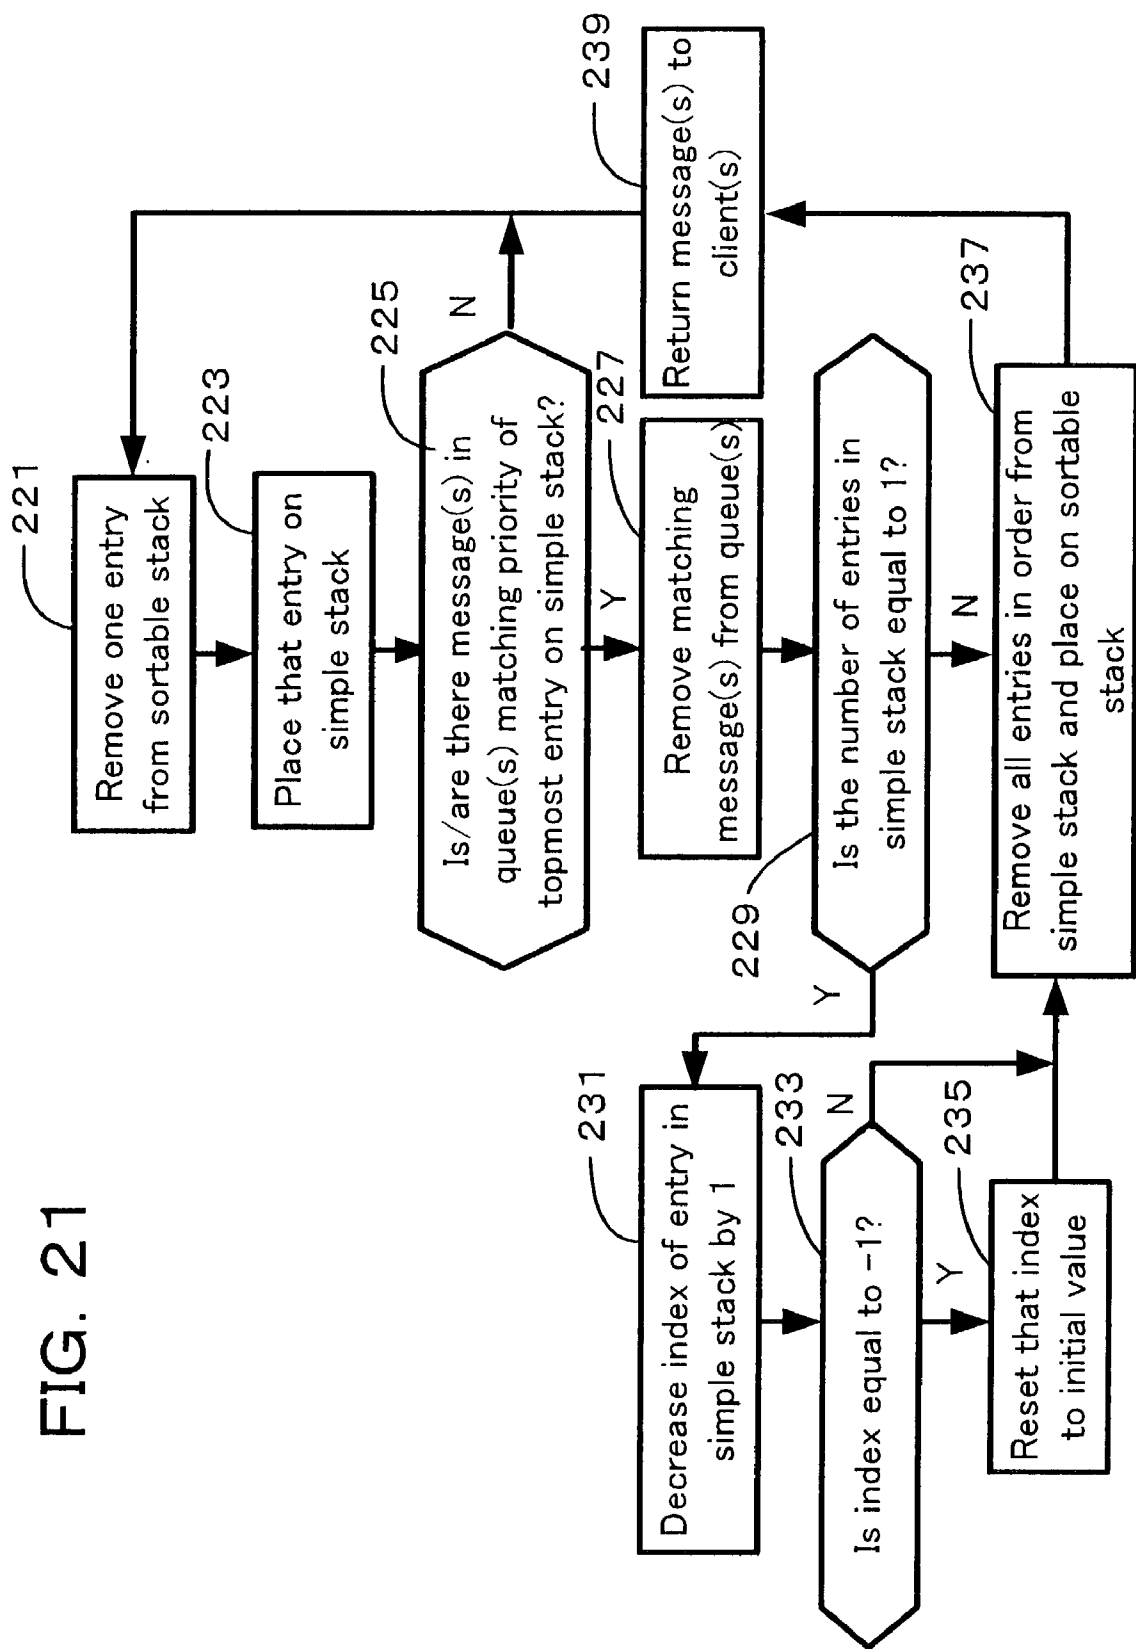 FIG. 21
221
Remove one entry
from sortable stack
223
Place that entry on
simple stack
225
Is/are there message(s) in
queue(s) matching priority of
topmost entry on simple stack?
N
Y
227
Remove matching
message(s) from queue(s)
229
Is the number of entries in
simple stack equal to 1?
Y
N
231
Decrease index of entry in
simple stack by 1
233
Is index equal to -1?
N
Y
235
Reset that index
to initial value
237
Remove all entries in order from
simple stack and place on sortable
stack
239
Return message(s) to
client(s)